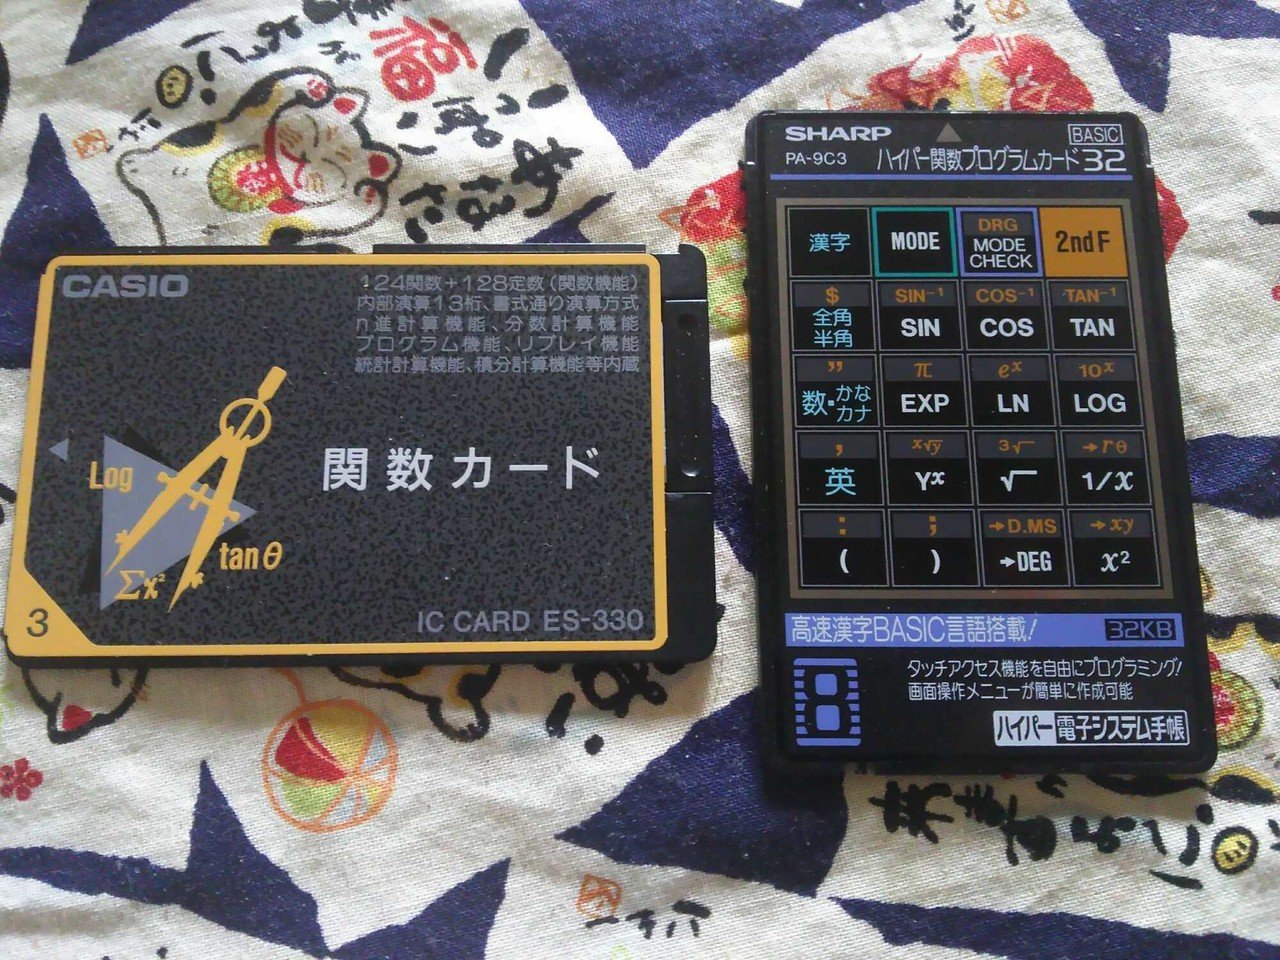 CASIO
124関数+128定数(関数機能)
内部演算13桁、書式通り演算方式
n進計算機能、分数計算機能
プログラム機能、リプレイ機能
統計計算機能、積分計算機能等内蔵
Log
関数カード
tanθ
Σx²
3
IC CARD ES-330
SHARP
BASIC
PA-9C3 ハイパー関数プログラムカード32
漢字 MODE DRG MODE CHECK 2ndF
$ SIN⁻¹ COS⁻¹ TAN⁻¹
全角 半角 SIN COS TAN
” π eˣ 10ˣ
数・かなカナ EXP LN LOG
, ˣ√y ³√ →rθ
英 Yˣ √ 1/x
: ; →D.MS →xy
( ) →DEG x²
高速漢字BASIC言語搭載! 32KB
タッチアクセス機能を自由にプログラミング!
画面操作メニューが簡単に作成可能
ハイパー電子システム手帳
福
いっぱい